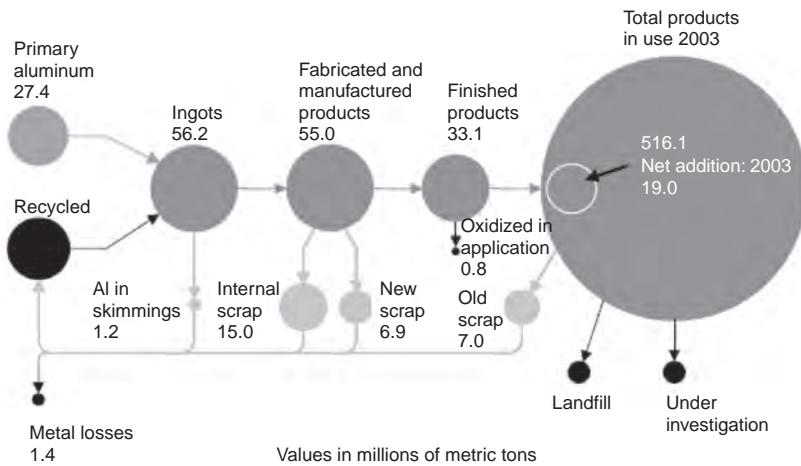 Total products
in use 2003
Primary
aluminum
27.4
Ingots
56.2
Fabricated and
manufactured
products
55.0
Finished
products
33.1
516.1
Net addition: 2003
19.0
Recycled
Oxidized in
application
0.8
Al in
skimmings
1.2
Internal
scrap
15.0
New
scrap
6.9
Old
scrap
7.0
Landfill
Under
investigation
Metal losses
1.4
Values in millions of metric tons